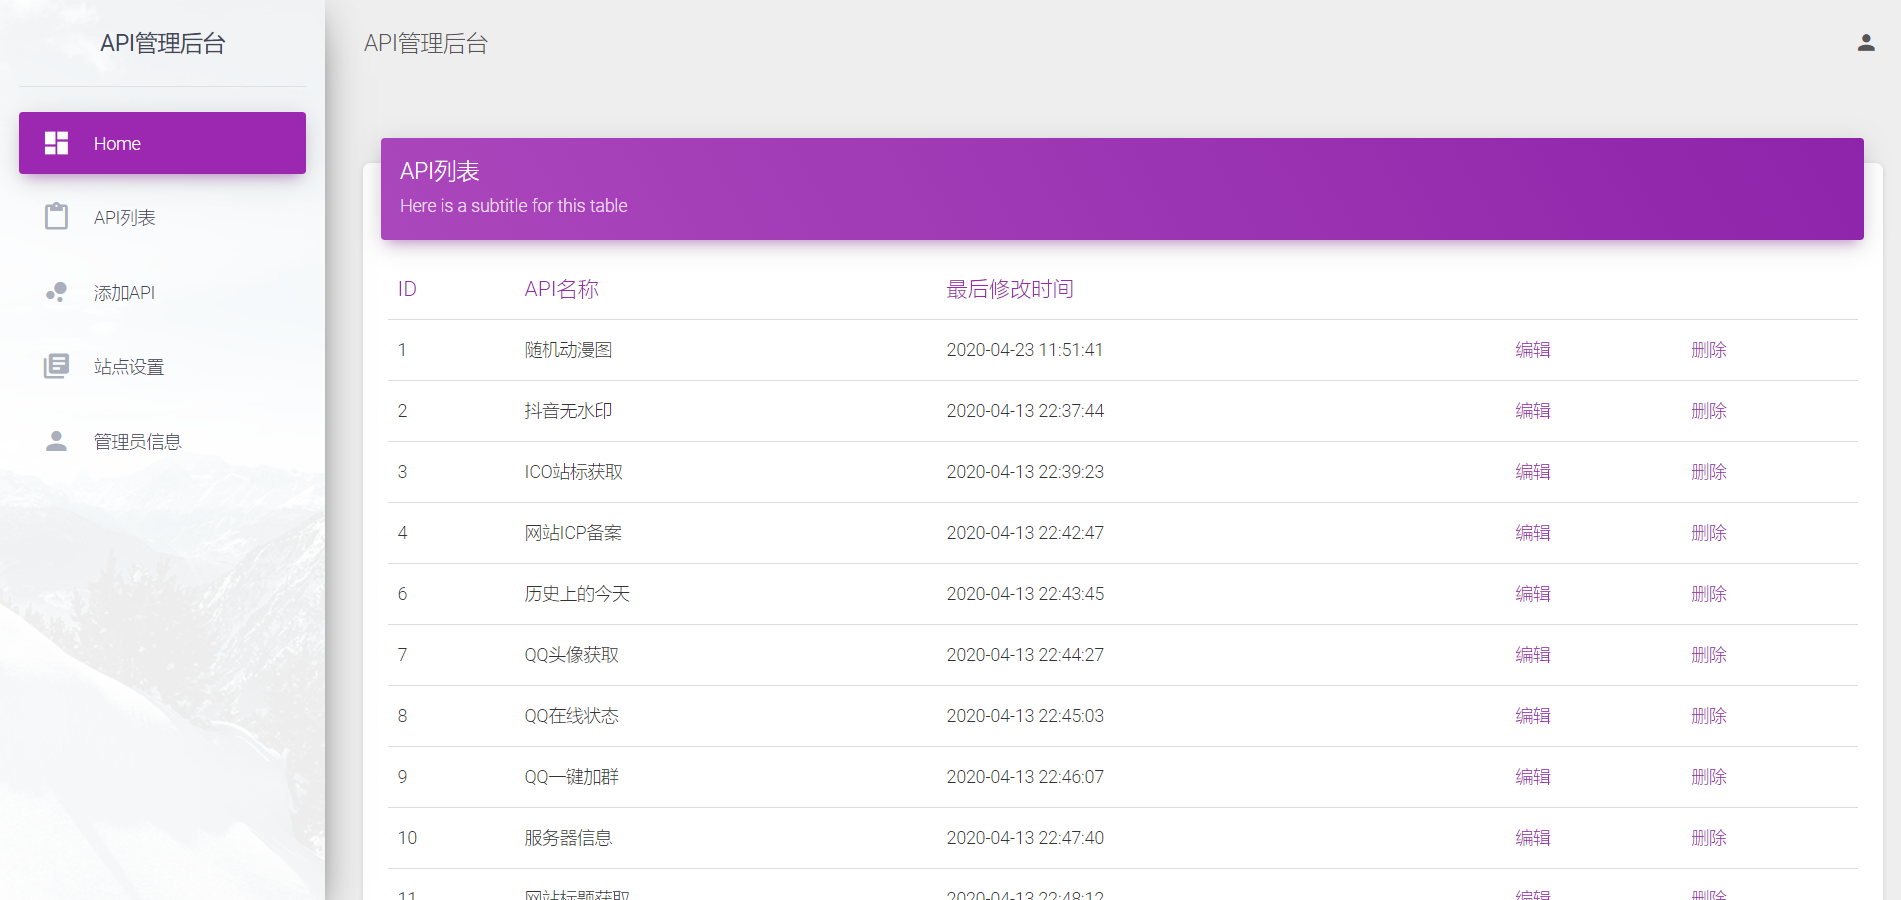 API管理后台
Home
API列表
添加API
站点设置
管理员信息
API管理后台
API列表
Here is a subtitle for this table
ID API名称 最后修改时间
1 随机动漫图 2020-04-23 11:51:41 编辑 删除
2 抖音无水印 2020-04-13 22:37:44 编辑 删除
3 ICO站标获取 2020-04-13 22:39:23 编辑 删除
4 网站ICP备案 2020-04-13 22:42:47 编辑 删除
6 历史上的今天 2020-04-13 22:43:45 编辑 删除
7 QQ头像获取 2020-04-13 22:44:27 编辑 删除
8 QQ在线状态 2020-04-13 22:45:03 编辑 删除
9 QQ一键加群 2020-04-13 22:46:07 编辑 删除
10 服务器信息 2020-04-13 22:47:40 编辑 删除
11 网站标题获取 2020-04-13 22:48:12 编辑 删除